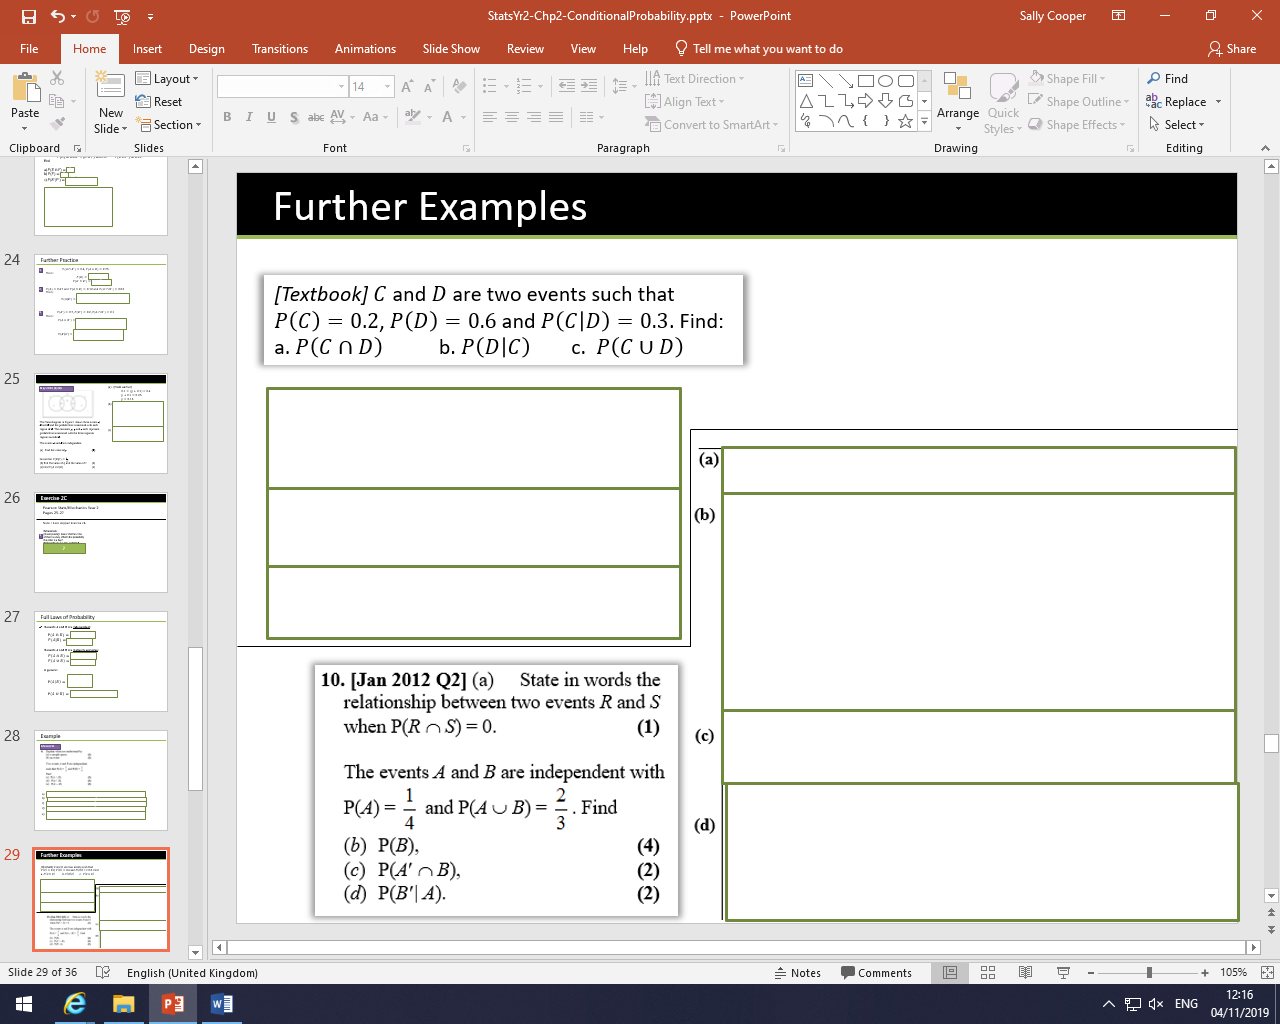 StatsYr2-Chp2-ConditionalProbability.pptx - PowerPoint
Sally Cooper
File Home Insert Design Transitions Animations Slide Show Review View Help Tell me what you want to do Share
Paste
New Slide
Layout
Reset
Section
14
B I U S abc AV Aa A
Text Direction
Align Text
Convert to SmartArt
Arrange
Quick Styles
Shape Fill
Shape Outline
Shape Effects
Find
Replace
Select
Clipboard Slides Font Paragraph Drawing Editing
24
Further Practice
25
26
Exercise 2C
27
Full Laws of Probability
28
Example
29
Further Examples
Further Examples
[Textbook] C and D are two events such that
P(C) = 0.2, P(D) = 0.6 and P(C|D) = 0.3. Find:
a. P(C ∩ D) b. P(D|C) c. P(C ∪ D)
(a)
(b)
(c)
(d)
10. [Jan 2012 Q2] (a) State in words the
relationship between two events R and S
when P(R ∩ S) = 0. (1)
The events A and B are independent with
P(A) = 1/4 and P(A ∪ B) = 2/3. Find
(b) P(B), (4)
(c) P(A′ ∩ B), (2)
(d) P(B′| A). (2)
Slide 29 of 36 English (United Kingdom) Notes Comments 105%
ENG
12:16
04/11/2019